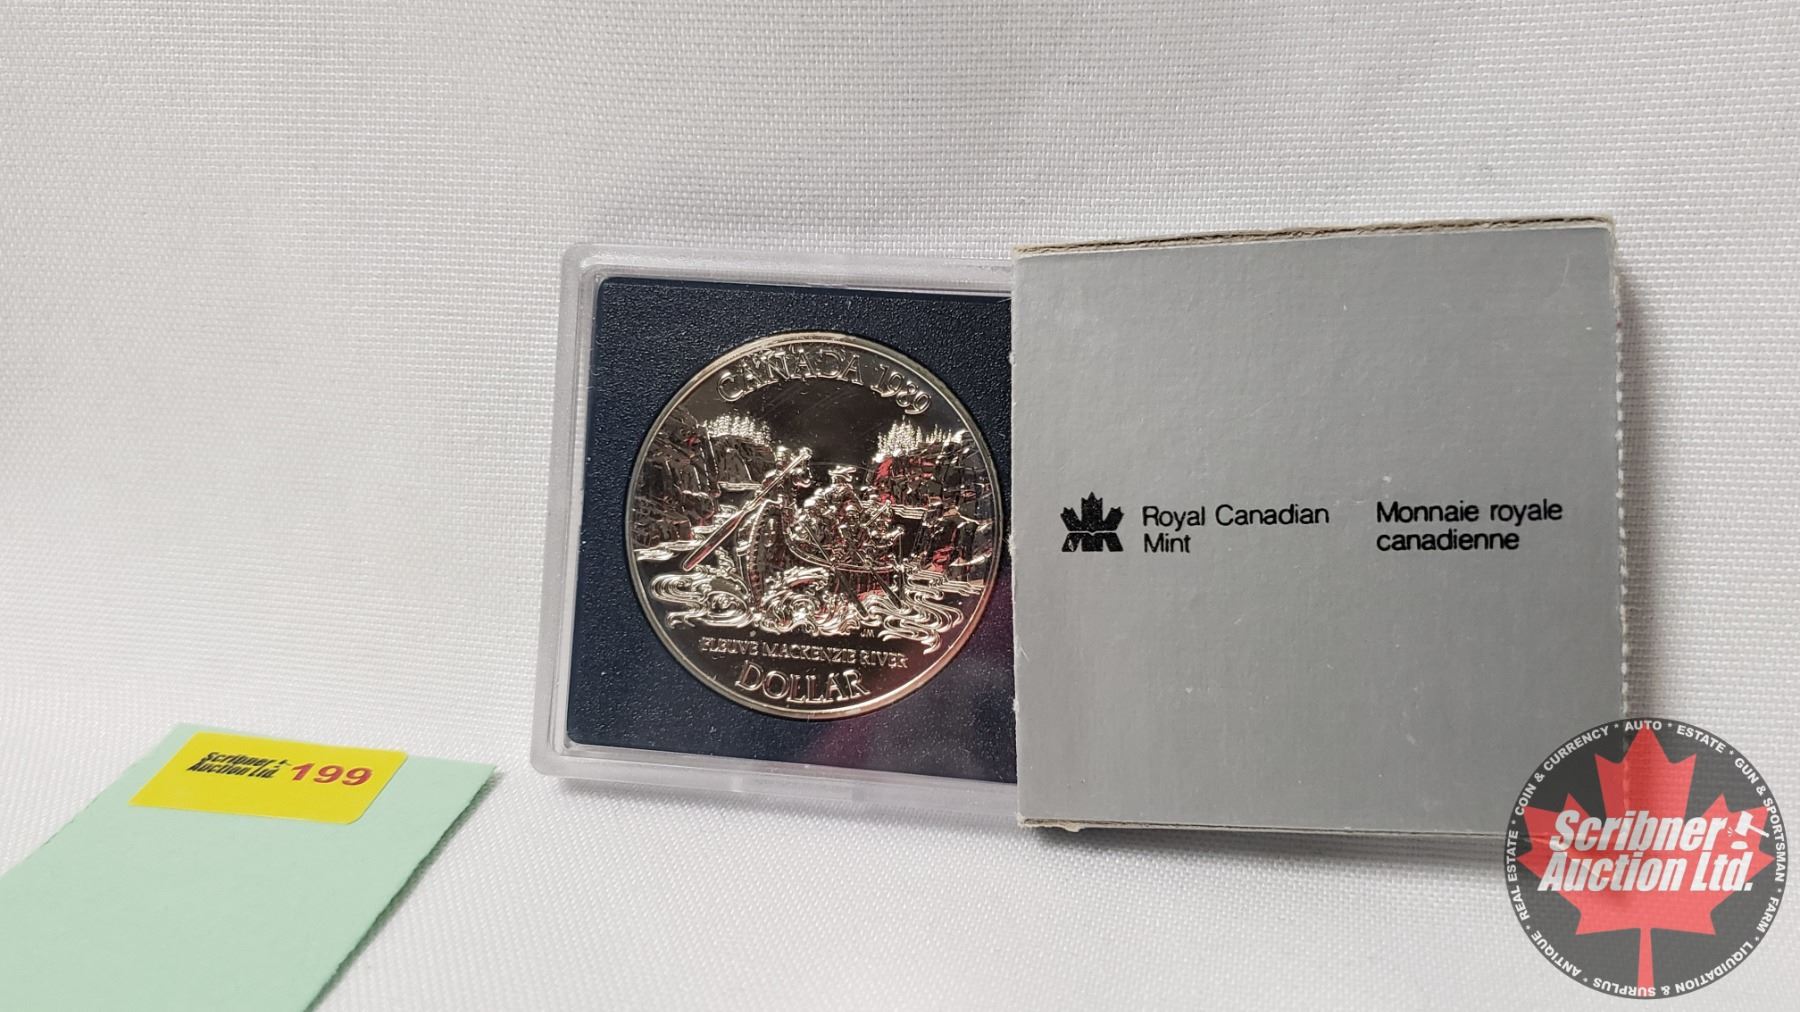 CANADA 1989
WJ
FLEUVE MACKENZIE RIVER
DOLLAR
Royal Canadian
Mint
Monnaie royale
canadienne
Scribner
Auction Ltd. 199
COIN & CURRENCY * AUTO * ESTATE * GUN & SPORTSMAN * FARM * LIQUIDATION & SURPLUS * ANTIQUE * REAL ESTATE *
Scribner
Auction Ltd.